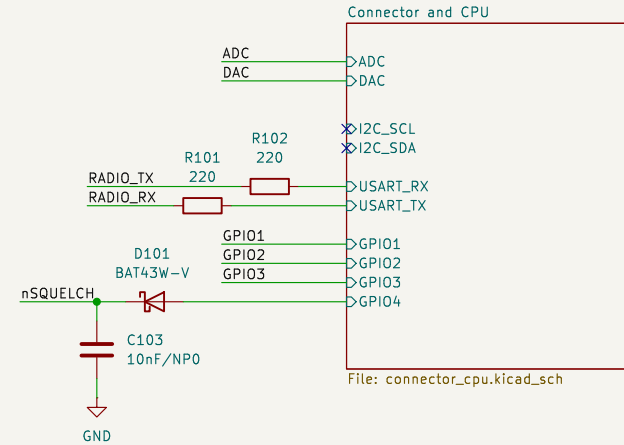 Connector and CPU
ADC
ADC
DAC
DAC
I2C_SCL
R102
I2C_SDA
R101
220
220
RADIO_TX
USART_RX
RADIO_RX
USART_TX
GPIO1
GPIO1
GPIO2
GPIO2
D101
GPIO3
GPIO3
BAT43W-V
nSQUELCH
GPIO4
C103
10nF/NP0
File: connector_cpu.kicad_sch
GND